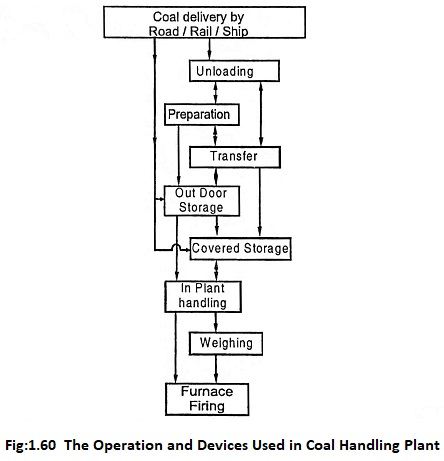 Coal delivery by
Road / Rail / Ship
Unloading
Preparation
Transfer
Out Door
Storage
Covered Storage
In Plant
handling
Weighing
Furnace
Firing
Fig:1.60 The Operation and Devices Used in Coal Handling Plant